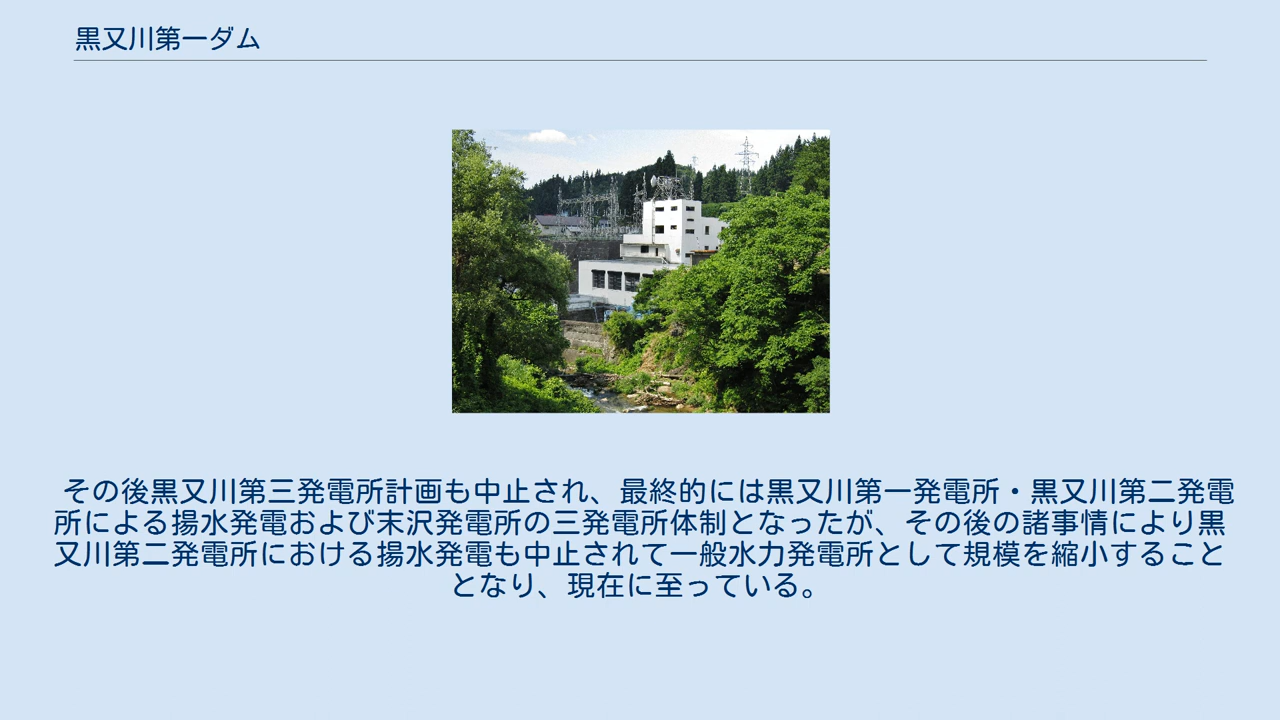 黒又川第一ダム
その後黒又川第三発電所計画も中止され、最終的には黒又川第一発電所・黒又川第二発電
所による揚水発電および末沢発電所の三発電所体制となったが、その後の諸事情により黒
又川第二発電所における揚水発電も中止されて一般水力発電所として規模を縮小すること
となり、現在に至っている。